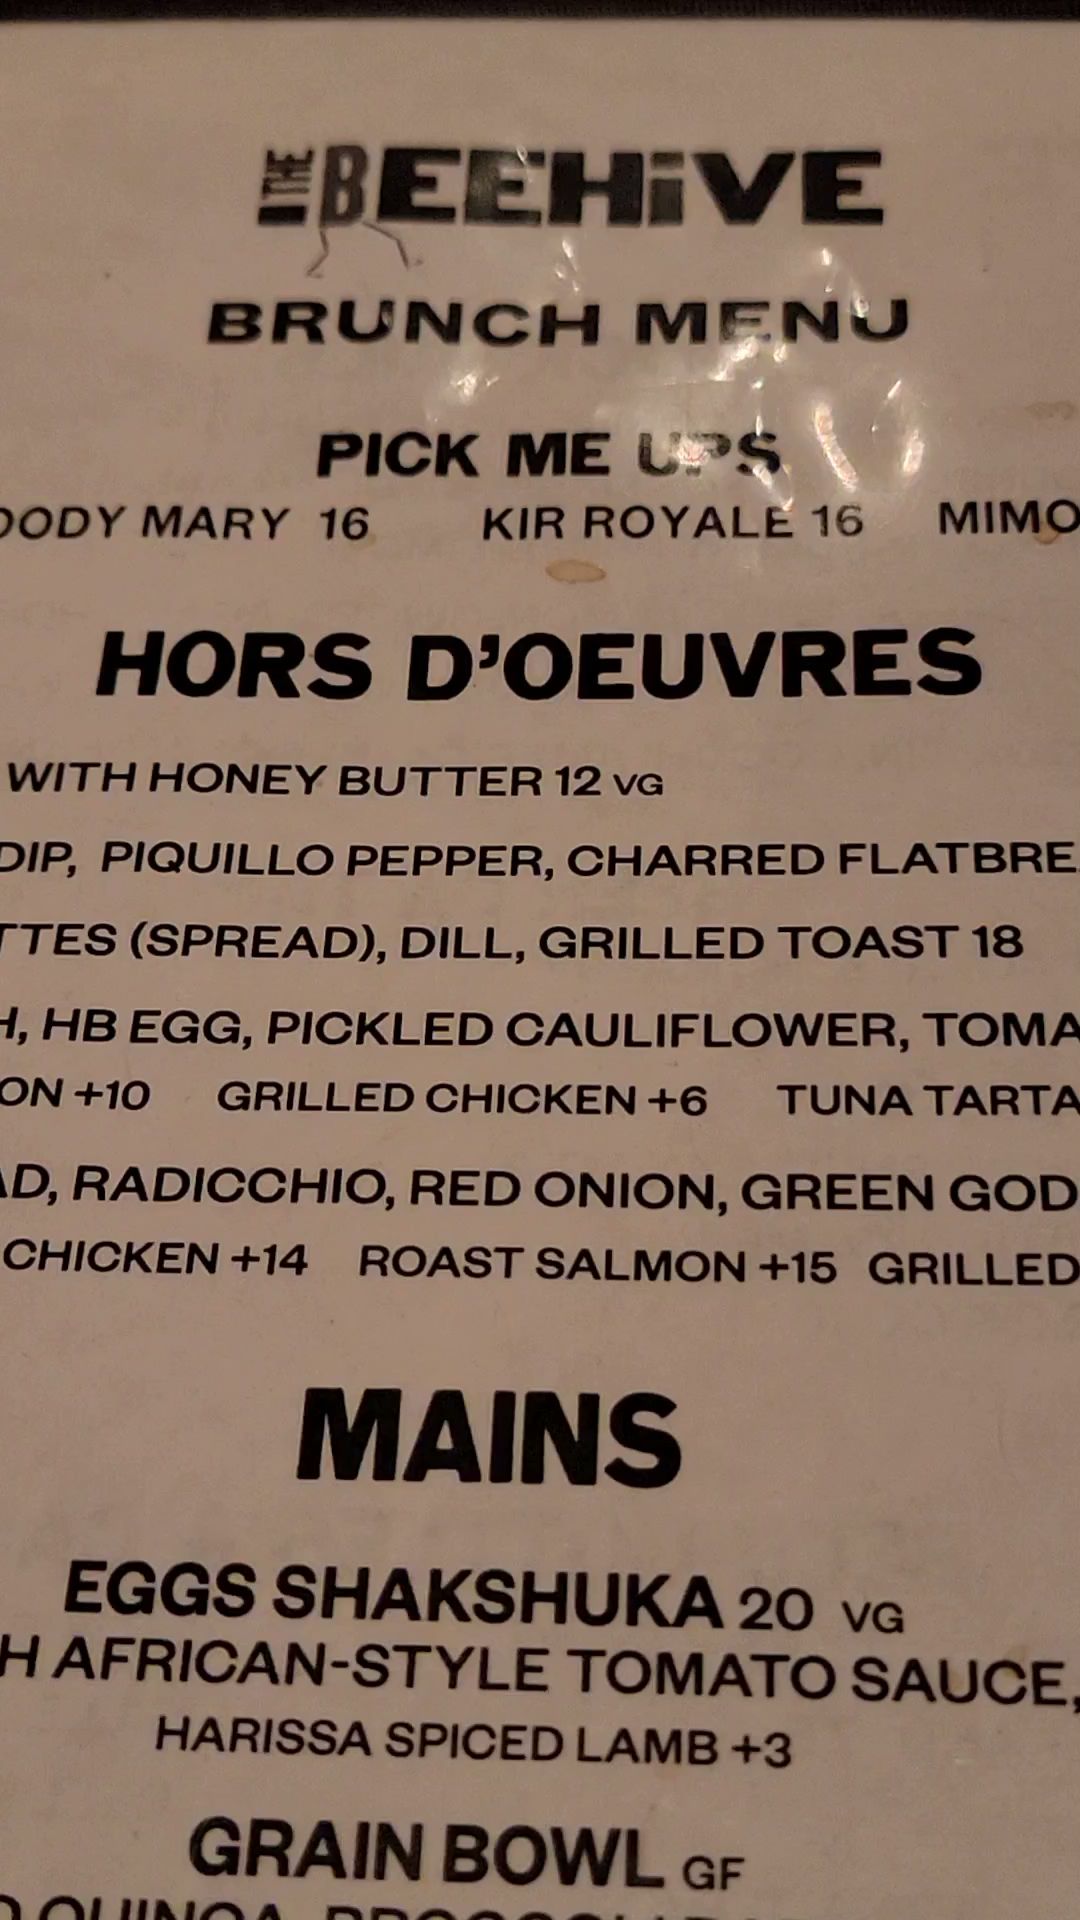 THE BEEHiVE
BRUNCH MENU
PICK ME UPS
OODY MARY 16 KIR ROYALE 16 MIMO
HORS D'OEUVRES
WITH HONEY BUTTER 12 VG
DIP, PIQUILLO PEPPER, CHARRED FLATBRE
TTES (SPREAD), DILL, GRILLED TOAST 18
H, HB EGG, PICKLED CAULIFLOWER, TOMA
ON +10 GRILLED CHICKEN +6 TUNA TARTA
AD, RADICCHIO, RED ONION, GREEN GOD
CHICKEN +14 ROAST SALMON +15 GRILLED
MAINS
EGGS SHAKSHUKA 20 VG
H AFRICAN-STYLE TOMATO SAUCE,
HARISSA SPICED LAMB +3
GRAIN BOWL GF
QUINOA,